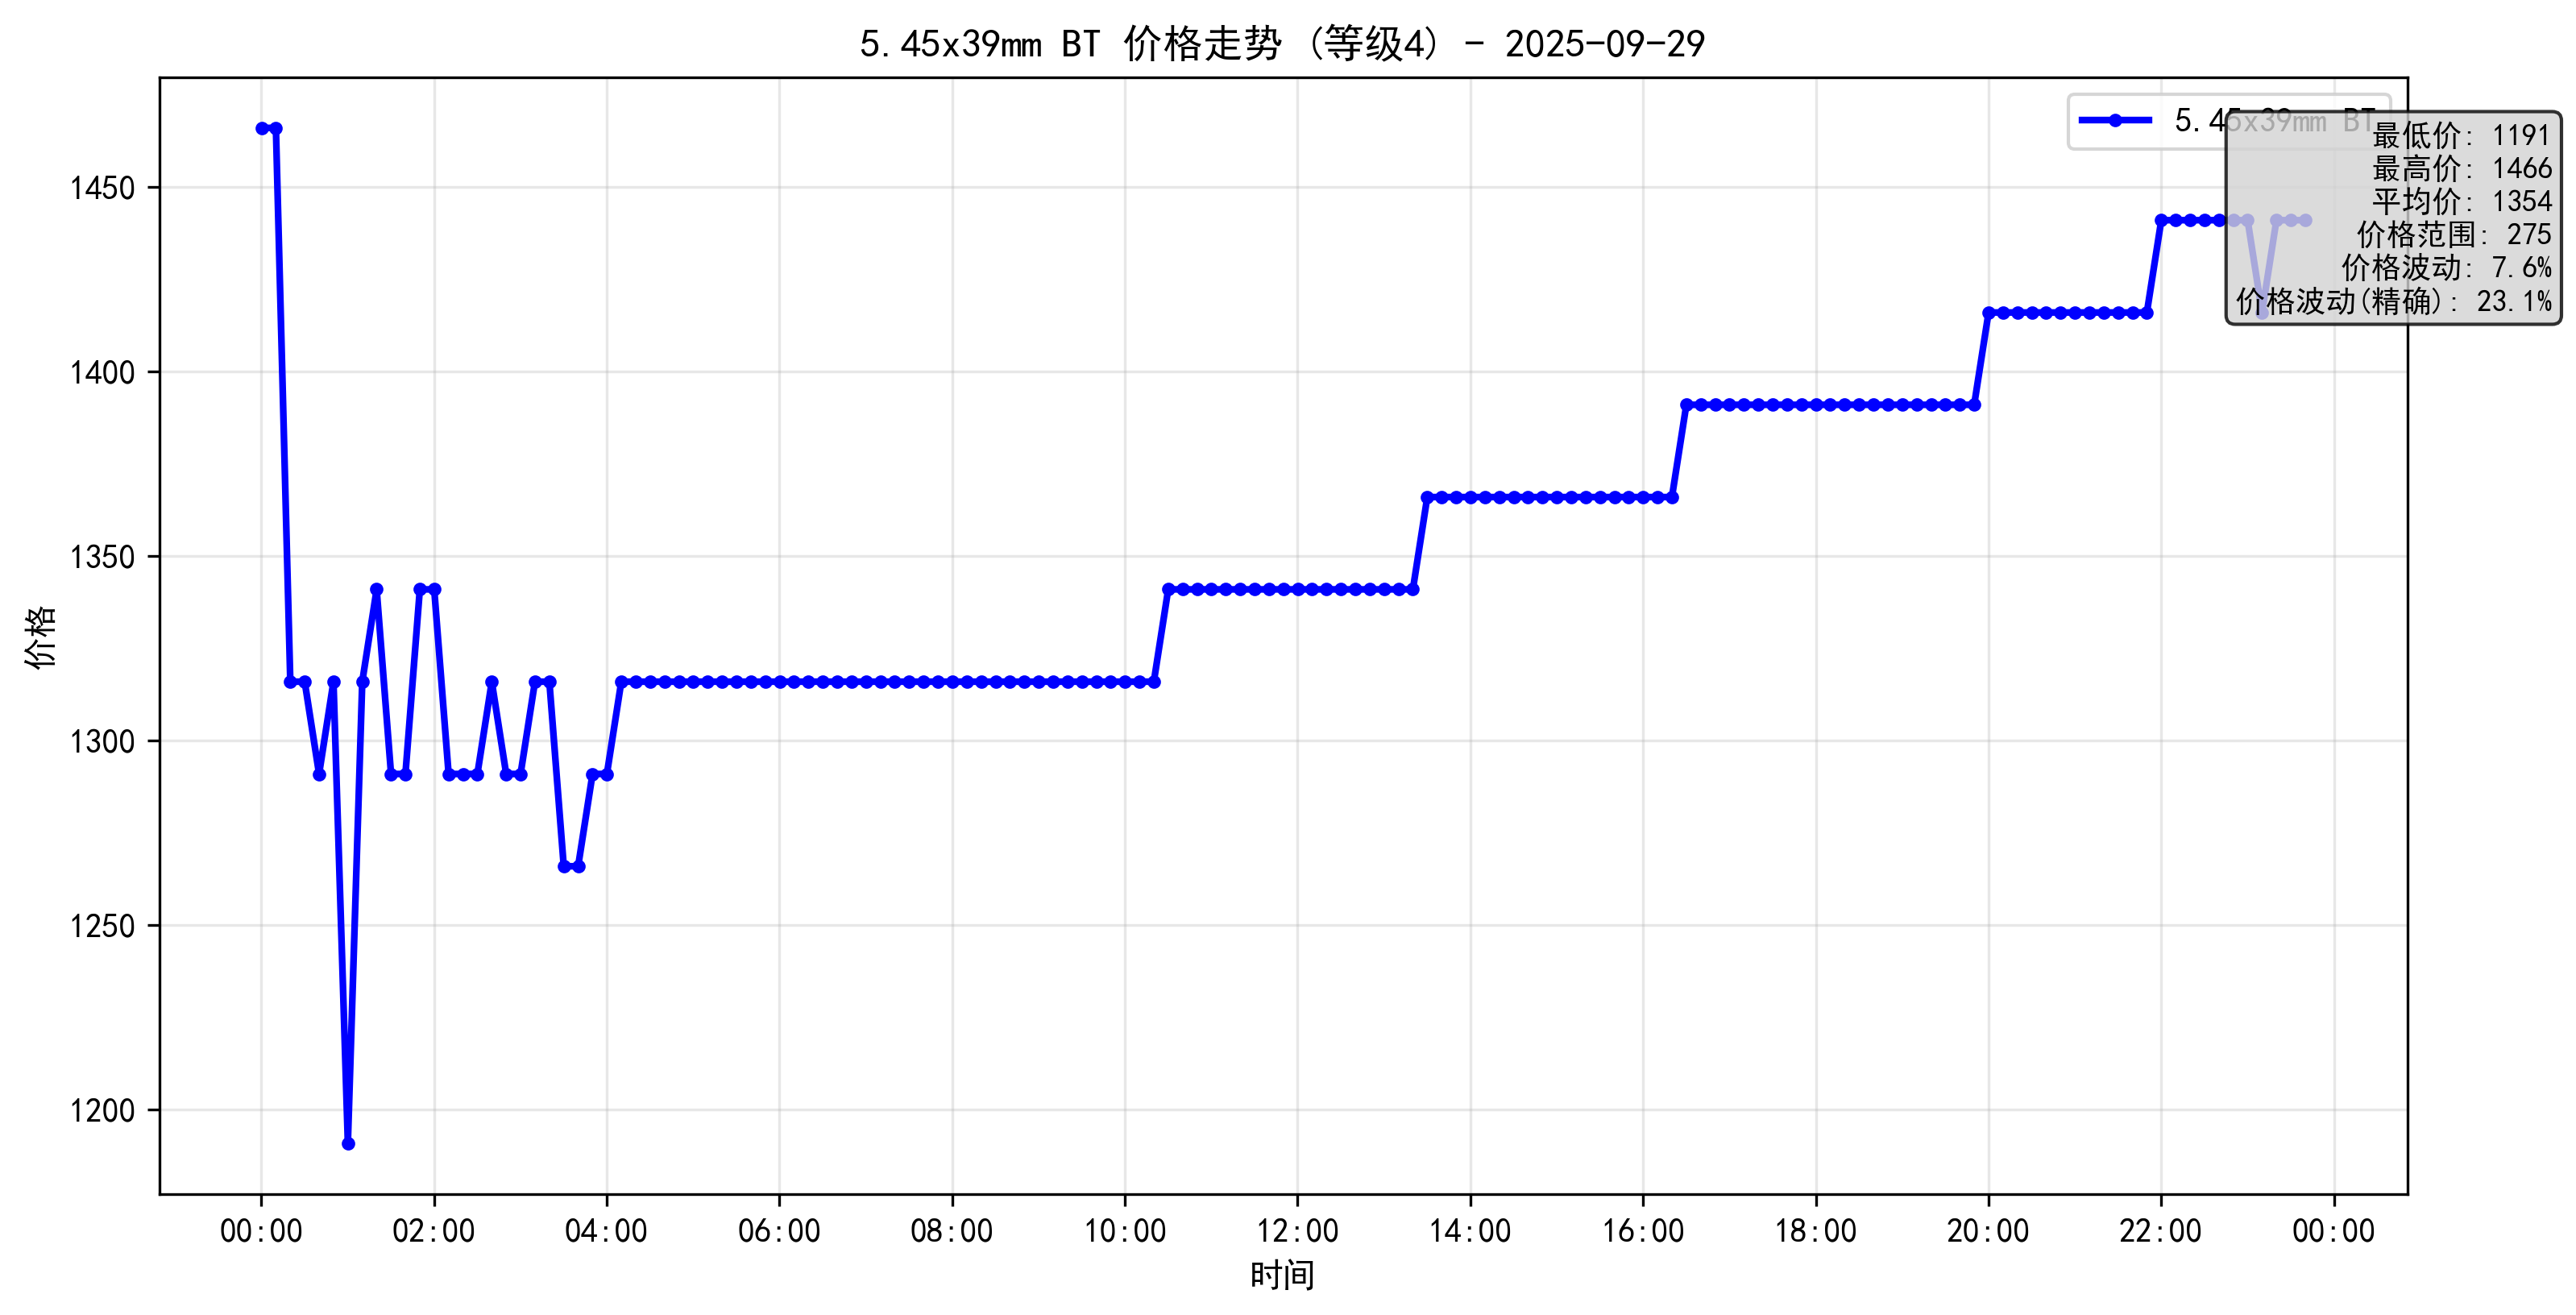 5.45x39mm BT 价格走势 (等级4) - 2025-09-29
5.45x39mm BT
最低价: 1191
最高价: 1466
平均价: 1354
价格范围: 275
价格波动: 7.6%
价格波动(精确): 23.1%
1450
1400
1350
1300
1250
1200
价格
00:00 02:00 04:00 06:00 08:00 10:00 12:00 14:00 16:00 18:00 20:00 22:00 00:00
时间